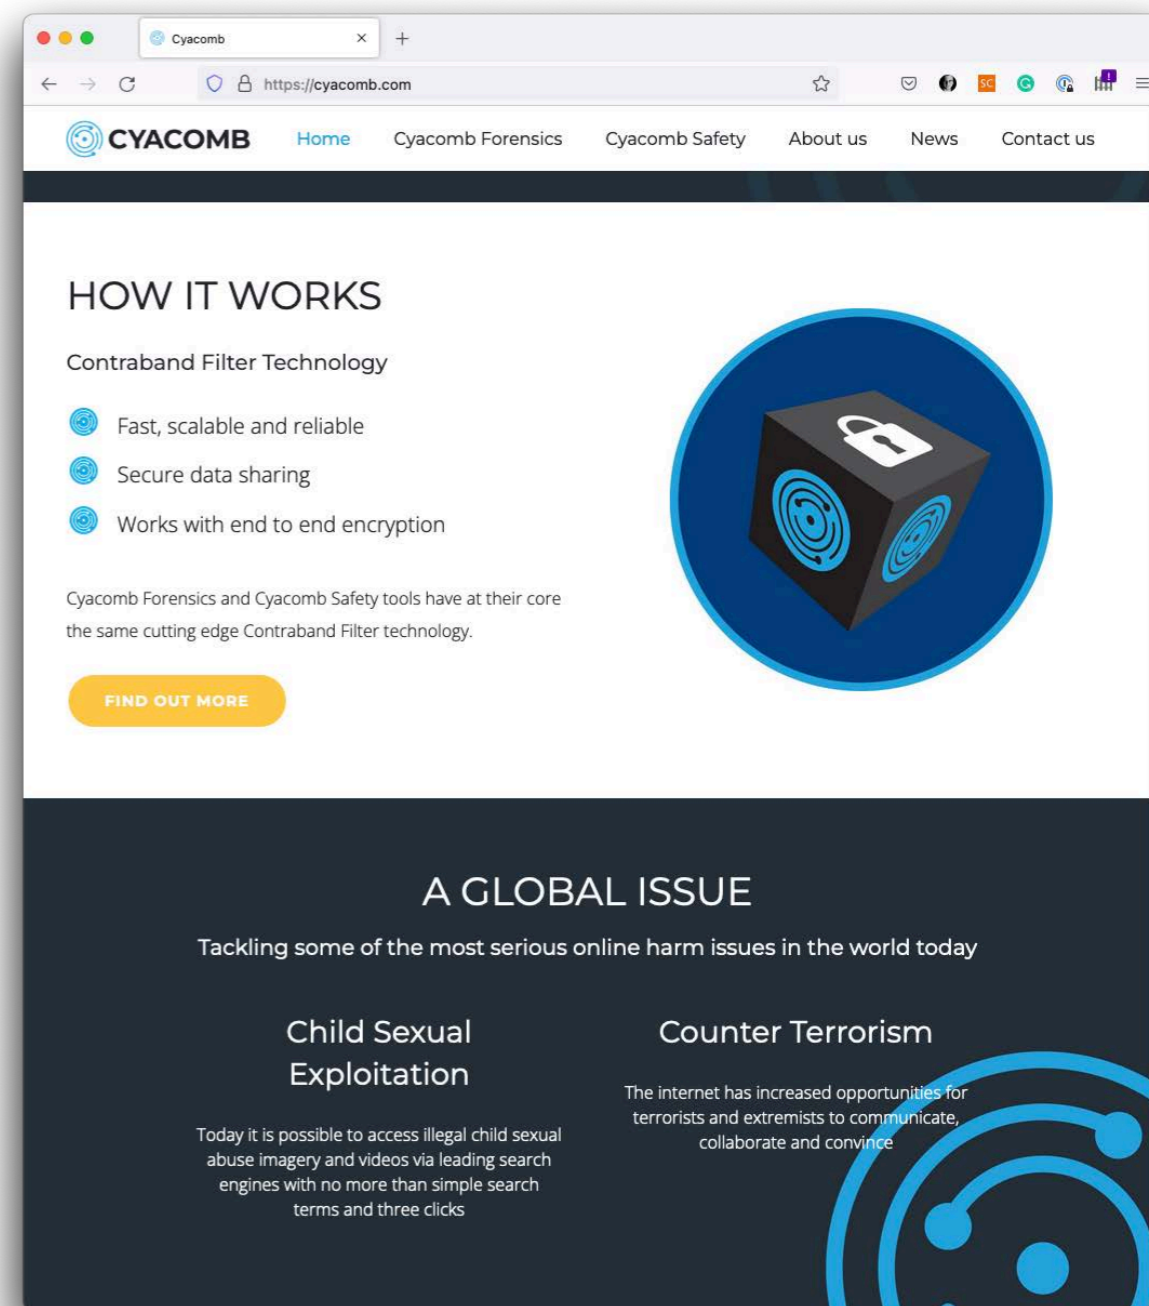 Cyacomb
https://cyacomb.com
SC
G
!
CYACOMB Home Cyacomb Forensics Cyacomb Safety About us News Contact us
HOW IT WORKS
Contraband Filter Technology
Fast, scalable and reliable
Secure data sharing
Works with end to end encryption
Cyacomb Forensics and Cyacomb Safety tools have at their core
the same cutting edge Contraband Filter technology.
FIND OUT MORE
A GLOBAL ISSUE
Tackling some of the most serious online harm issues in the world today
Child Sexual
Exploitation
Today it is possible to access illegal child sexual
abuse imagery and videos via leading search
engines with no more than simple search
terms and three clicks
Counter Terrorism
The internet has increased opportunities for
terrorists and extremists to communicate,
collaborate and convince